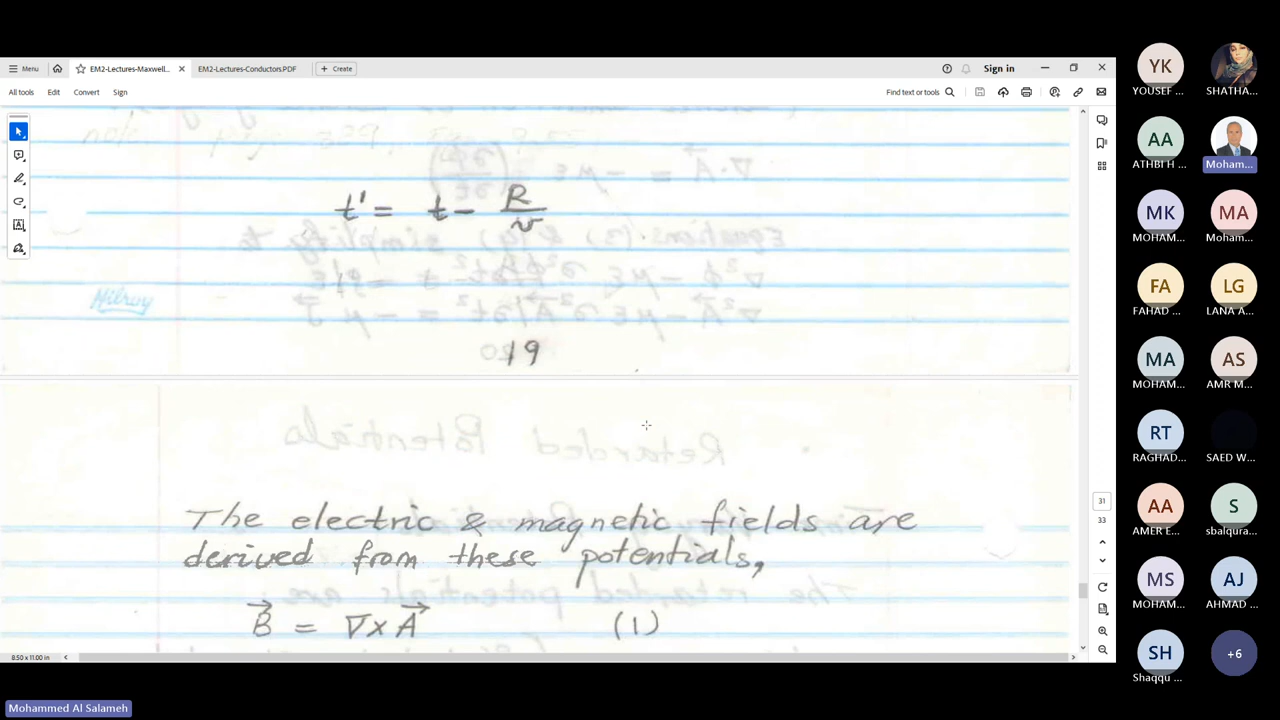 Menu
EM2-Lectures-Maxwell...
EM2-Lectures-Conductors.PDF
Create
Sign in
All tools
Edit
Convert
Sign
Find text or tools
t' = t - R/v
Hilroy
19
Retarded Potentials
The electric & magnetic fields are
derived from these potentials,
B⃗ = ∇×A⃗ (1)
31
33
8.50 x 11.00 in
YOUSEF ...
SHATHA...
AA
ATHBI H ...
Moham...
MK
MOHAM...
MA
Moham...
FA
FAHAD ...
LG
LANA A...
MA
MOHAM...
AS
AMR M...
RT
RAGHAD...
SAED W...
AA
AMER E...
S
sbalqura...
MS
MOHAM...
AJ
AHMAD ...
SH
Shaqqu ...
+6
YK
Mohammed Al Salameh